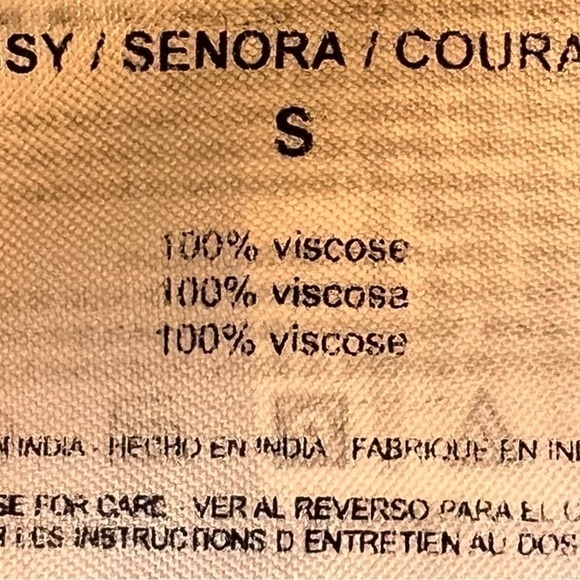 SY / SENORA / COURA
S
100% viscose
100% viscosa
100% viscose
N INDIA - HECHO EN INDIA FABRIQUE EN IN
SE FOR CARE VER AL REVERSO PARA EL C
LES INSTRUCTIONS D ENTRETIEN AU DOS